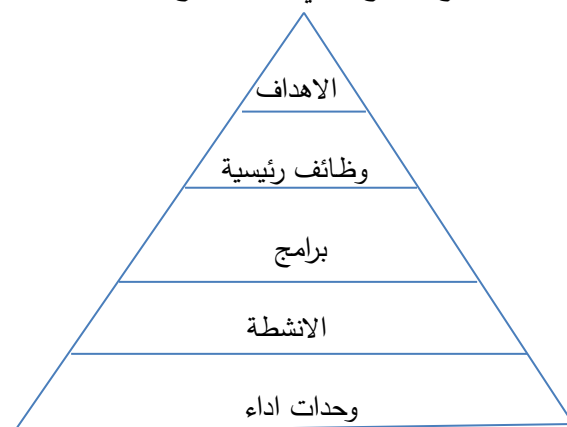 الاهداف
وظائف رئيسية
برامج
الانشطة
وحدات اداء